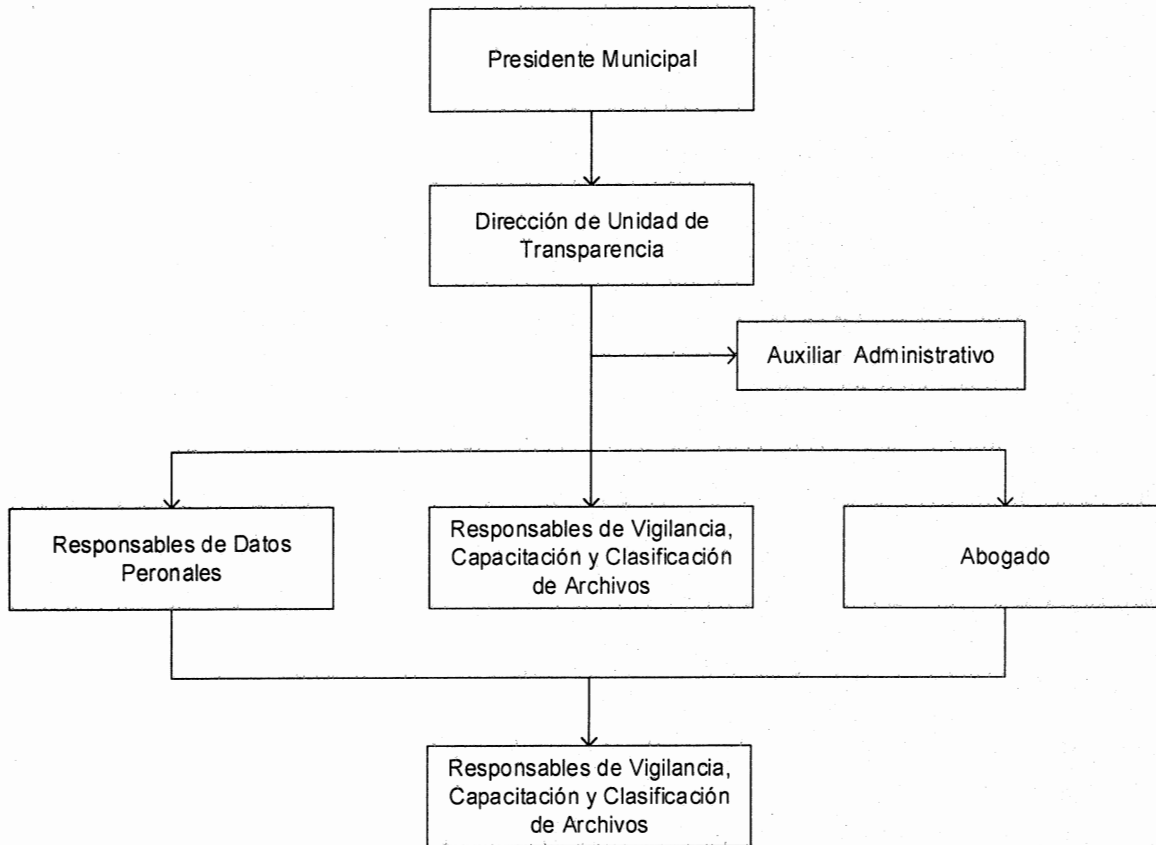 Presidente Municipal
Dirección de Unidad de
Transparencia
Auxiliar Administrativo
Responsables de Datos
Peronales
Responsables de Vigilancia,
Capacitación y Clasificación
de Archivos
Abogado
Responsables de Vigilancia,
Capacitación y Clasificación
de Archivos